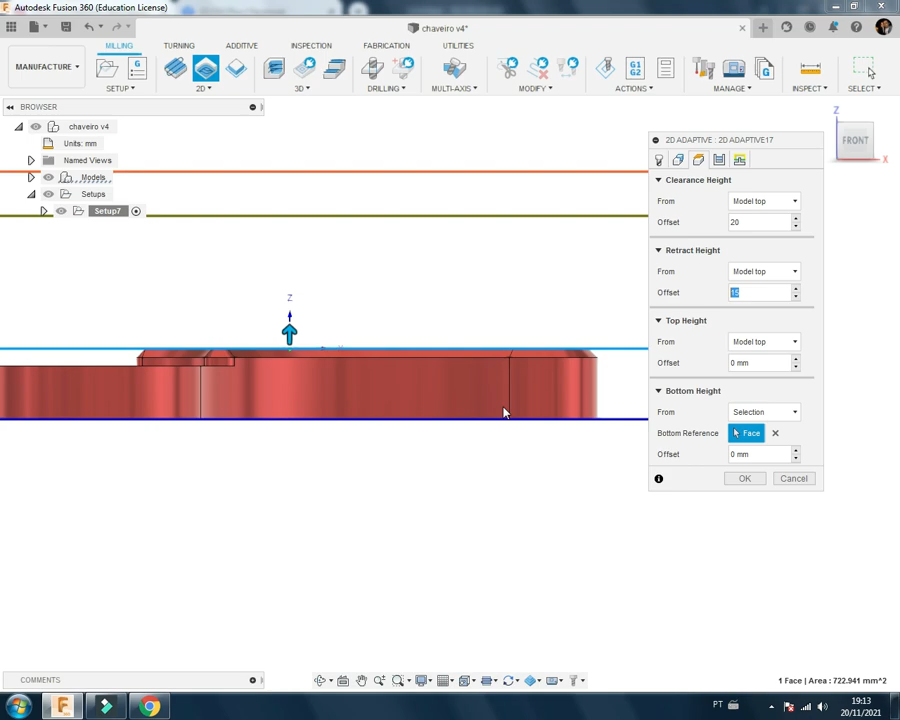 Autodesk Fusion 360 (Education License)
chaveiro v4*
MILLING
TURNING
ADDITIVE
INSPECTION
FABRICATION
UTILITIES
MANUFACTURE
G
G1
G2
G
SETUP
2D
3D
DRILLING
MULTI-AXIS
MODIFY
ACTIONS
MANAGE
INSPECT
SELECT
BROWSER
chaveiro v4
Units: mm
Named Views
Models
Setups
Setup7
Z
Z
FRONT
X
2D ADAPTIVE : 2D ADAPTIVE17
Clearance Height
From Model top
Offset 20
Retract Height
From Model top
Offset 15
Top Height
From Model top
Offset 0 mm
Bottom Height
From Selection
Bottom Reference Face
Offset 0 mm
OK Cancel
COMMENTS
1 Face | Area : 722.941 mm^2
PT
19:13
20/11/2021